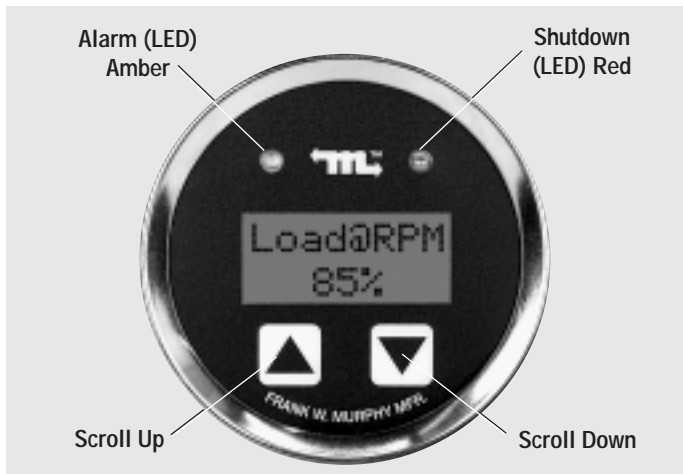 Alarm (LED)
Amber
Shutdown
(LED) Red
Load@RPM
85%
FRANK W. MURPHY MFR.
Scroll Up
Scroll Down